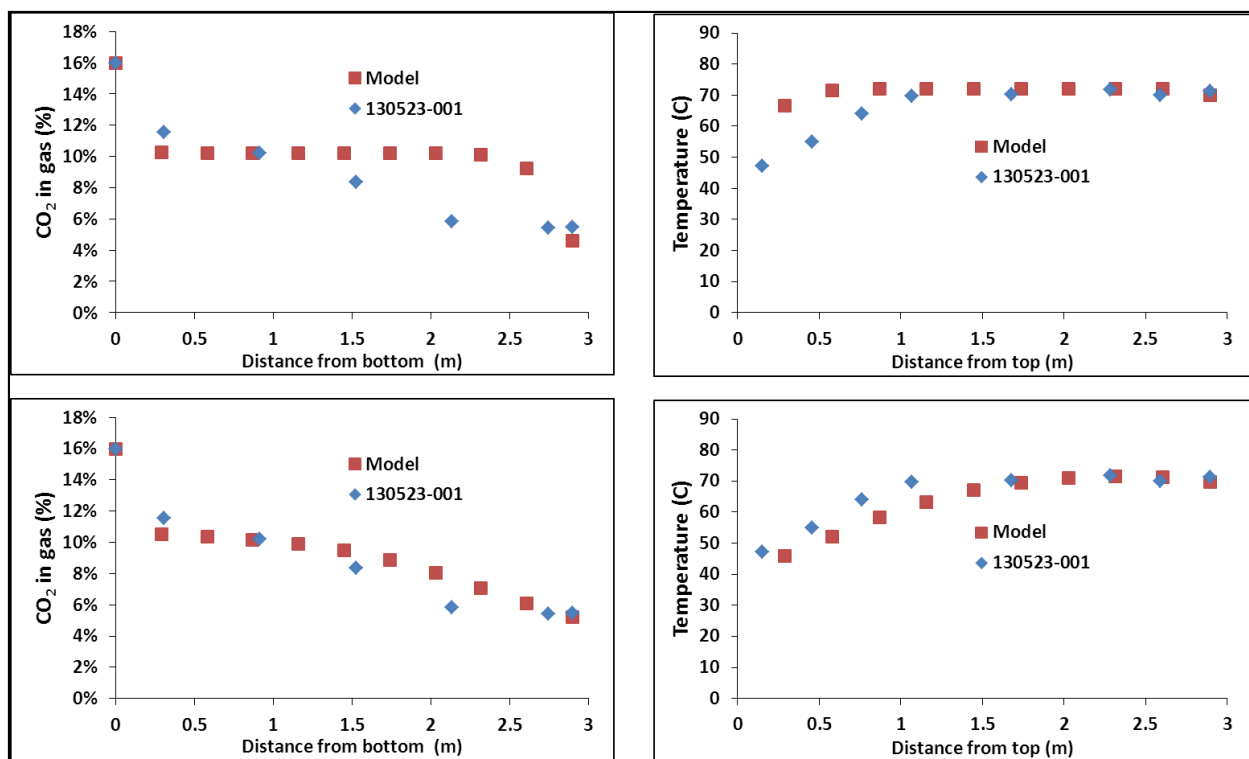 18%
16%
14%
12%
10%
8%
6%
4%
2%
0%
CO2 in gas (%)
Model
130523-001
0 0.5 1 1.5 2 2.5 3
Distance from bottom (m)
90
80
70
60
50
40
30
20
10
0
Temperature (C)
Model
130523-001
0 0.5 1 1.5 2 2.5 3
Distance from top (m)
18%
16%
14%
12%
10%
8%
6%
4%
2%
0%
CO2 in gas (%)
Model
130523-001
0 0.5 1 1.5 2 2.5 3
Distance from bottom (m)
90
80
70
60
50
40
30
20
10
0
Temperature (C)
Model
130523-001
0 0.5 1 1.5 2 2.5 3
Distance from top (m)